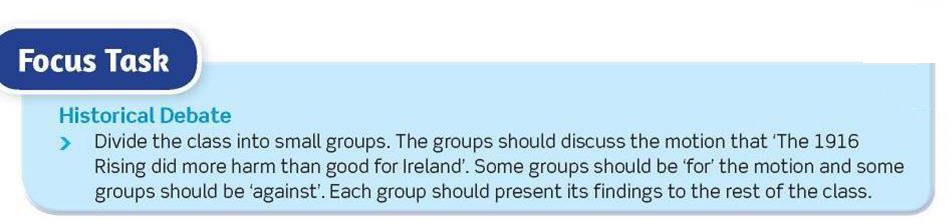 Focus Task
Historical Debate
> Divide the class into small groups. The groups should discuss the motion that ‘The 1916
Rising did more harm than good for Ireland’. Some groups should be ‘for’ the motion and some
groups should be ‘against’. Each group should present its findings to the rest of the class.